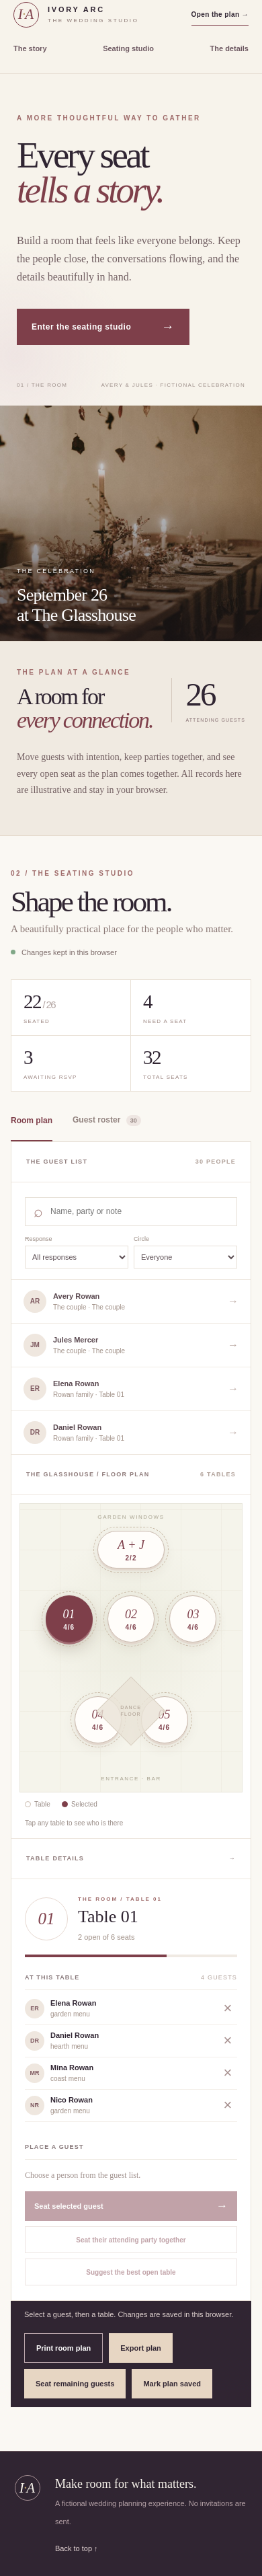 I·A
IVORY ARC
THE WEDDING STUDIO
Open the plan →
The story
Seating studio
The details
A MORE THOUGHTFUL WAY TO GATHER
Every seat
tells a story.
Build a room that feels like everyone belongs. Keep
the people close, the conversations flowing, and the
details beautifully in hand.
Enter the seating studio →
01 / THE ROOM
AVERY & JULES · FICTIONAL CELEBRATION
THE CELEBRATION
September 26
at The Glasshouse
THE PLAN AT A GLANCE
A room for
every connection.
26
ATTENDING GUESTS
Move guests with intention, keep parties together, and see
every open seat as the plan comes together. All records here
are illustrative and stay in your browser.
02 / THE SEATING STUDIO
Shape the room.
A beautifully practical place for the people who matter.
Changes kept in this browser
22 / 26
SEATED
4
NEED A SEAT
3
AWAITING RSVP
32
TOTAL SEATS
Room plan
Guest roster 30
THE GUEST LIST
30 PEOPLE
Name, party or note
Response
Circle
All responses
Everyone
AR
Avery Rowan
The couple · The couple
→
JM
Jules Mercer
The couple · The couple
→
ER
Elena Rowan
Rowan family · Table 01
→
DR
Daniel Rowan
Rowan family · Table 01
→
THE GLASSHOUSE / FLOOR PLAN
6 TABLES
GARDEN WINDOWS
A + J
2/2
01
4/6
02
4/6
03
4/6
04
4/6
DANCE
FLOOR
05
4/6
ENTRANCE · BAR
Table
Selected
Tap any table to see who is there
TABLE DETAILS
→
01
THE ROOM / TABLE 01
Table 01
2 open of 6 seats
AT THIS TABLE
4 GUESTS
ER
Elena Rowan
garden menu
×
DR
Daniel Rowan
hearth menu
×
MR
Mina Rowan
coast menu
×
NR
Nico Rowan
garden menu
×
PLACE A GUEST
Choose a person from the guest list.
Seat selected guest →
Seat their attending party together
Suggest the best open table
Select a guest, then a table. Changes are saved in this browser.
Print room plan
Export plan
Seat remaining guests
Mark plan saved
I·A
Make room for what matters.
A fictional wedding planning experience. No invitations are
sent.
Back to top ↑